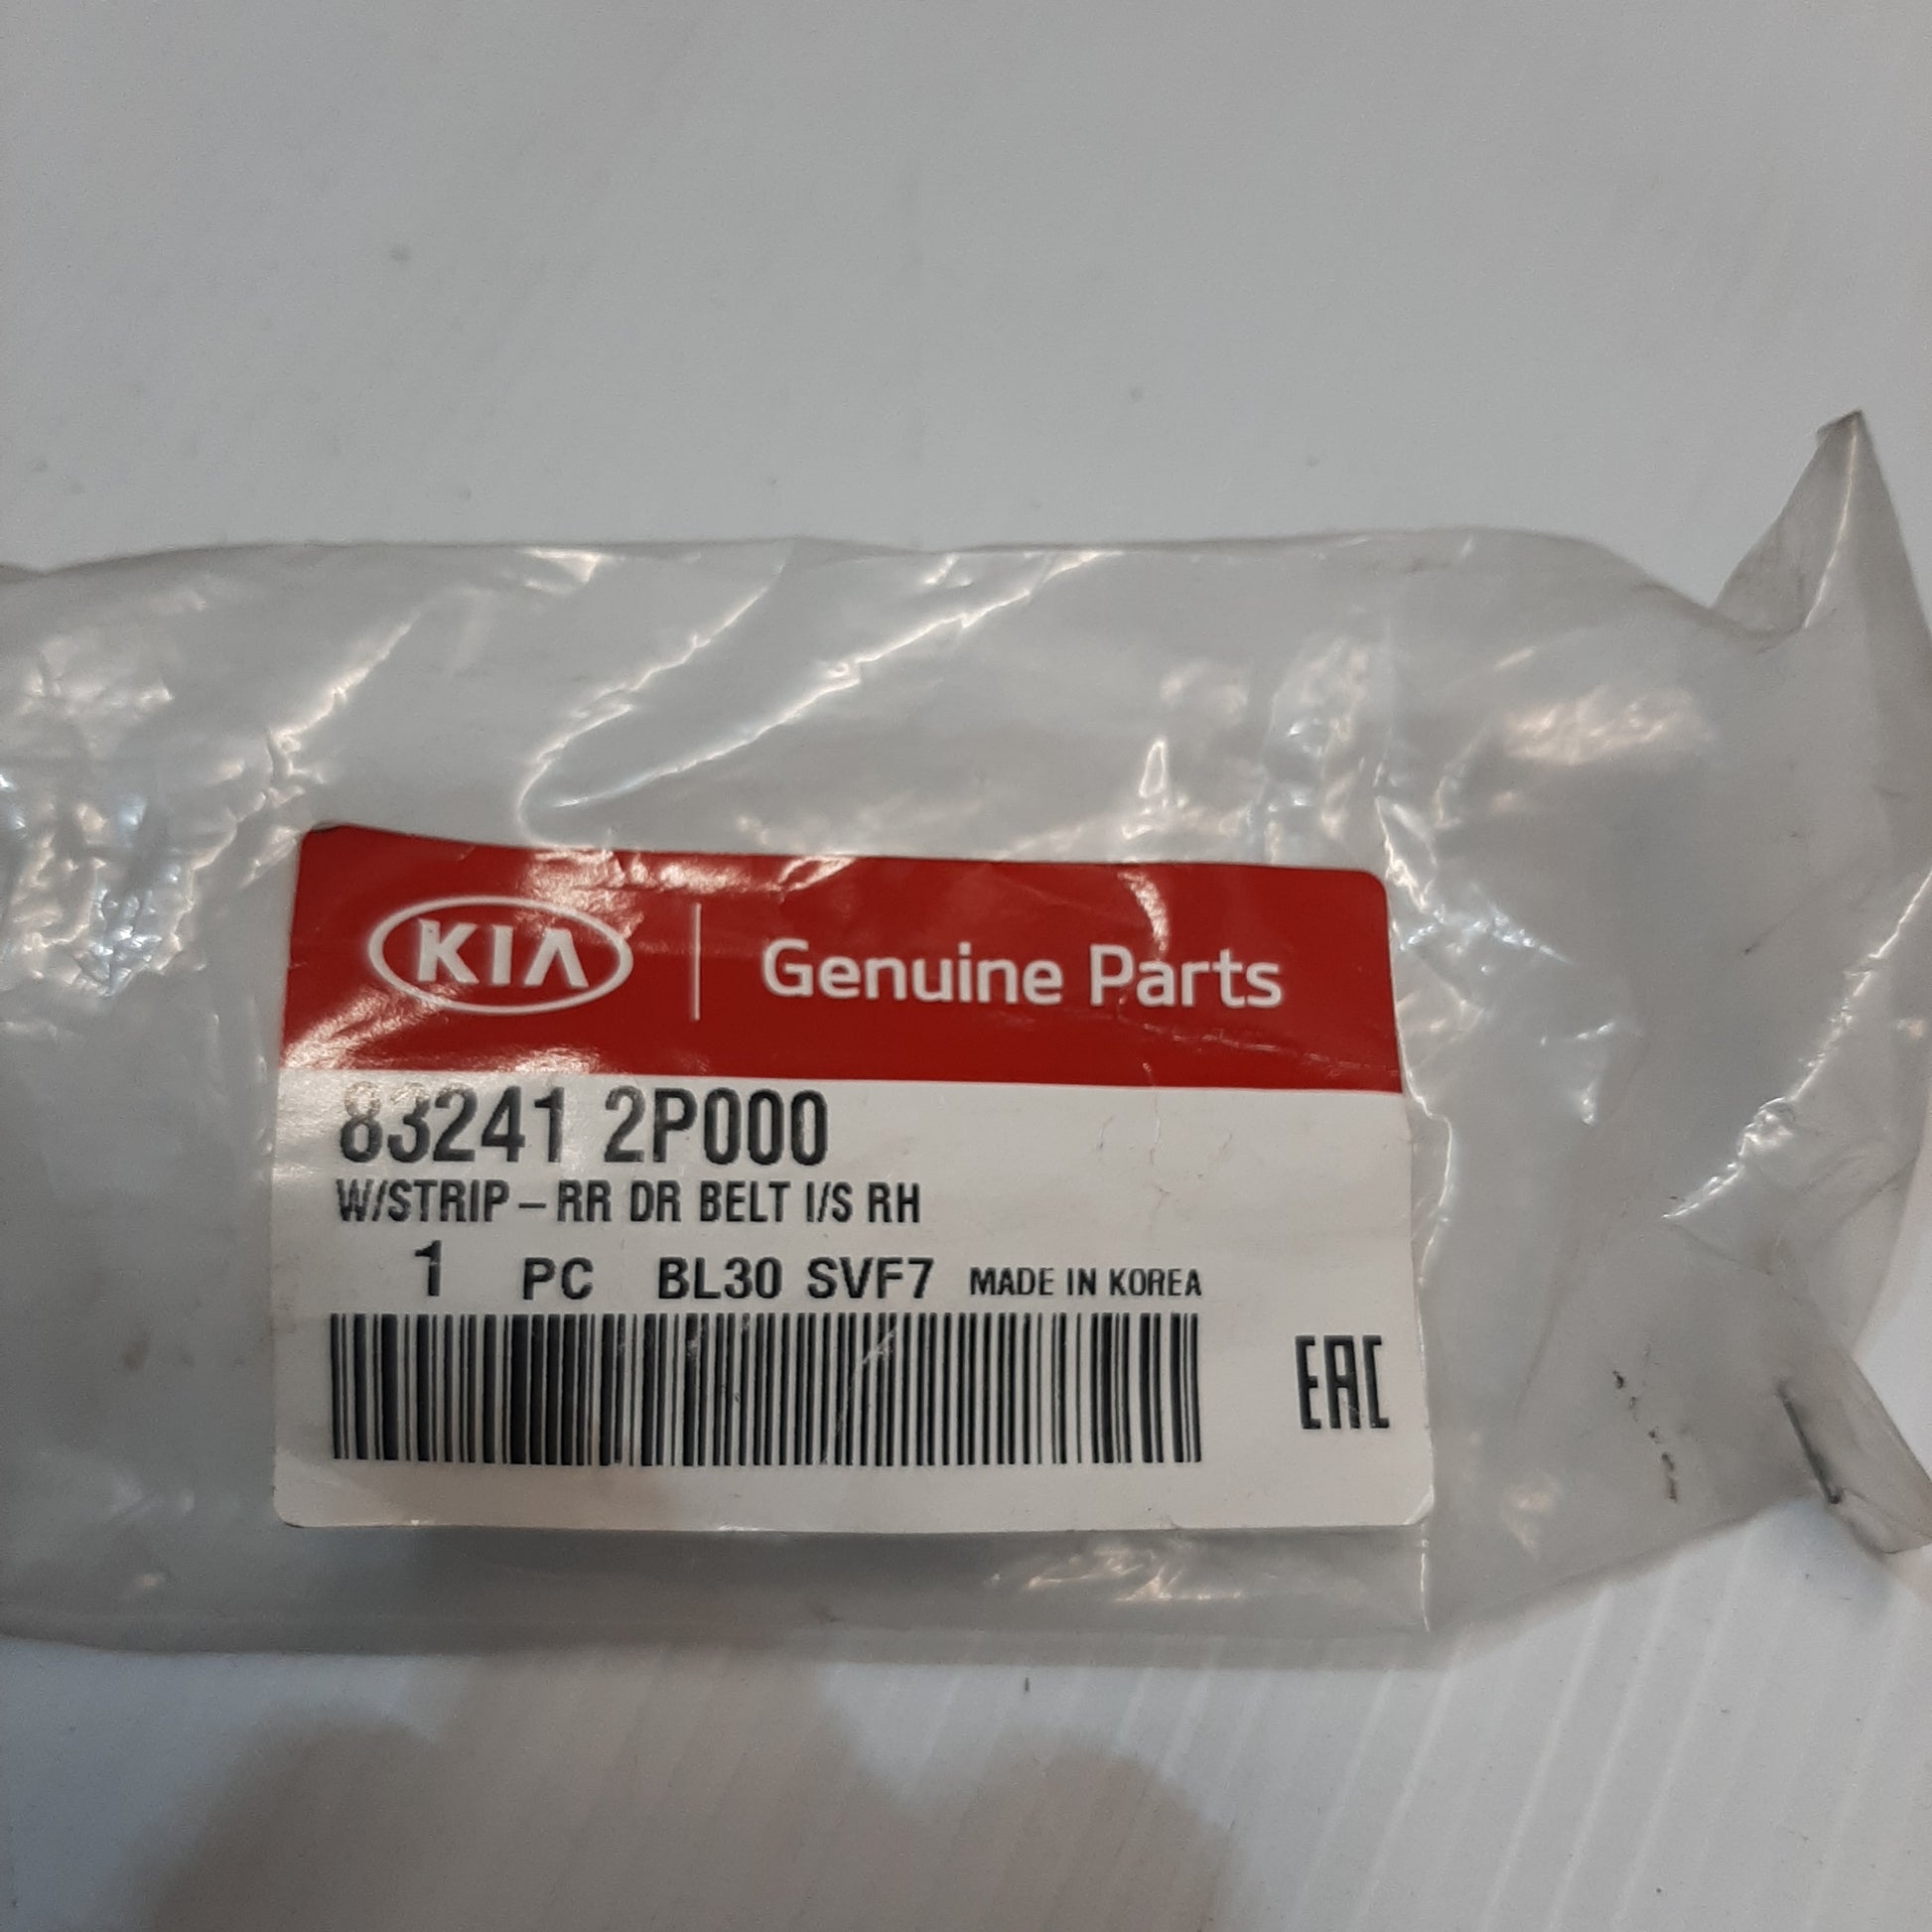 KIA Genuine Parts
83241 2P000
W/STRIP-RR DR BELT I/S RH
1 PC BL30 SVF7 MADE IN KOREA
EAC